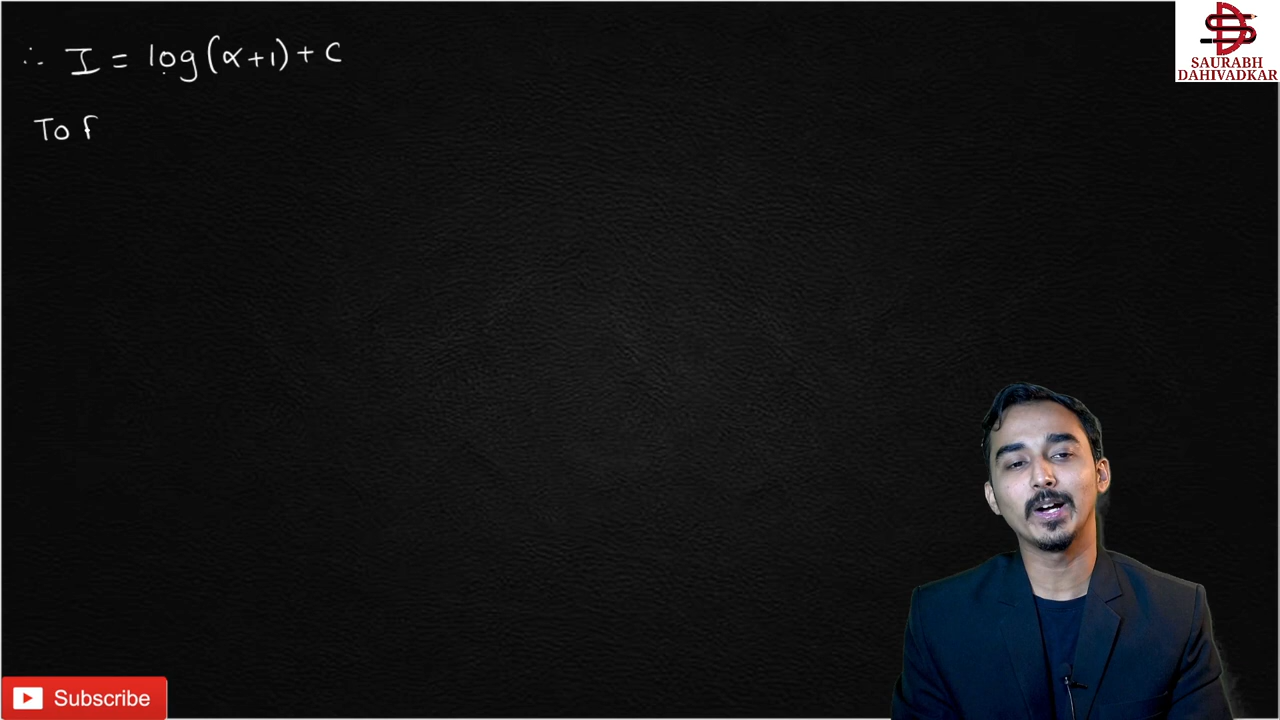 ∴ I = log(α+1) + c
To f
SAURABH
DAHIVADKAR
Subscribe